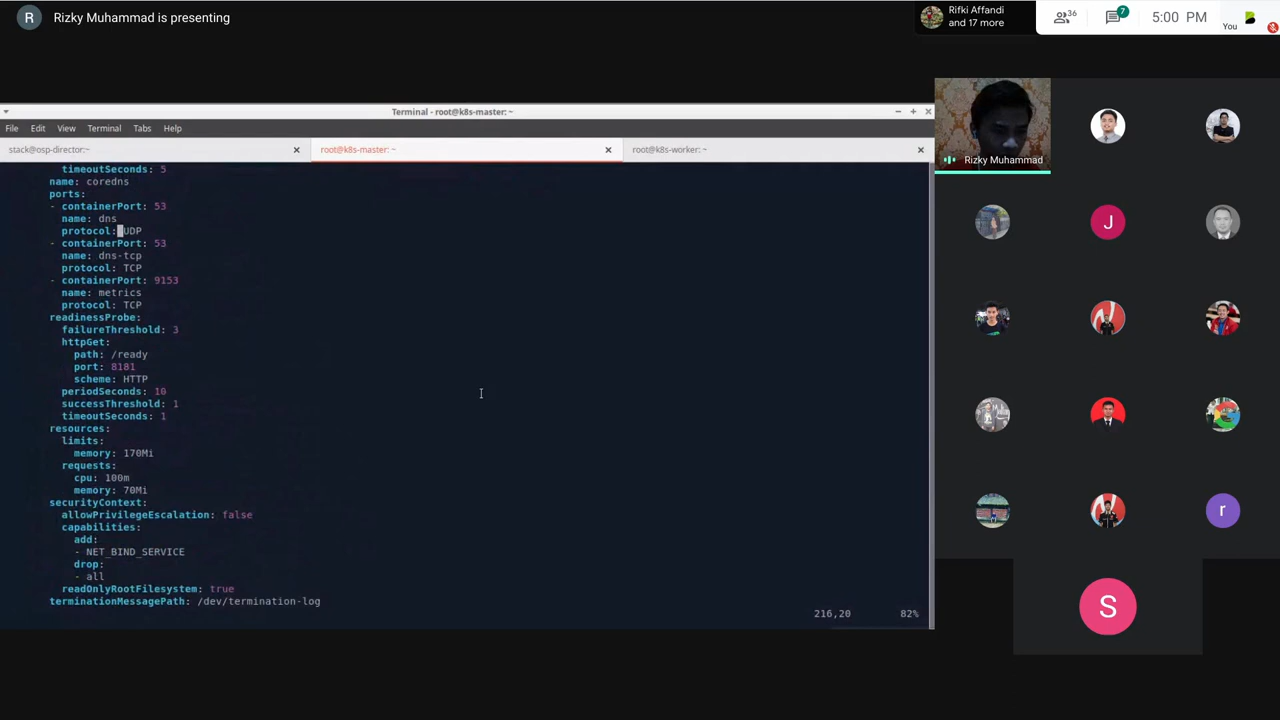 R
Rizky Muhammad is presenting
Rifki Affandi
and 17 more
36
7
5:00 PM
You
Terminal - root@k8s-master: ~
File Edit View Terminal Tabs Help
stack@osp-director:~
root@k8s-master: ~
root@k8s-worker: ~
timeoutSeconds: 5
name: coredns
ports:
- containerPort: 53
name: dns
protocol: UDP
- containerPort: 53
name: dns-tcp
protocol: TCP
- containerPort: 9153
name: metrics
protocol: TCP
readinessProbe:
failureThreshold: 3
httpGet:
path: /ready
port: 8181
scheme: HTTP
periodSeconds: 10
successThreshold: 1
timeoutSeconds: 1
resources:
limits:
memory: 170Mi
requests:
cpu: 100m
memory: 70Mi
securityContext:
allowPrivilegeEscalation: false
capabilities:
add:
- NET_BIND_SERVICE
drop:
- all
readOnlyRootFilesystem: true
terminationMessagePath: /dev/termination-log
216,20 82%
Rizky Muhammad
J
r
S